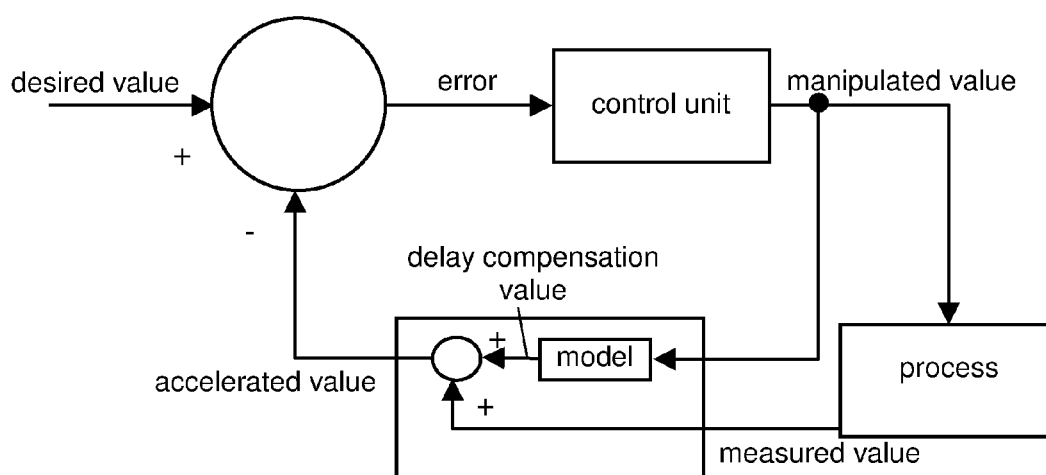 desired value
error
manipulated value
control unit
+
-
delay compensation
value
+
model
process
accelerated value
+
measured value